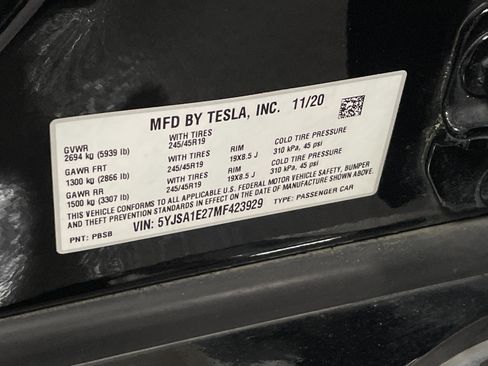 MFD BY TESLA, INC. 11/20
GVWR
2694 kg (5939 lb)
WITH TIRES
245/45R19
RIM
19X8.5 J
COLD TIRE PRESSURE
310 kPa, 45 psi
GAWR FRT
1300 kg (2866 lb)
WITH TIRES
245/45R19
RIM
19X8.5 J
COLD TIRE PRESSURE
310 kPa, 45 psi
GAWR RR
1500 kg (3307 lb)
WITH TIRES
245/45R19
THIS VEHICLE CONFORMS TO ALL APPLICABLE U.S. FEDERAL MOTOR VEHICLE SAFETY, BUMPER
AND THEFT PREVENTION STANDARDS IN EFFECT ON THE DATE OF MANUFACTURE SHOWN ABOVE.
VIN: 5YJSA1E27MF423929
TYPE: PASSENGER CAR
PNT: PBSB